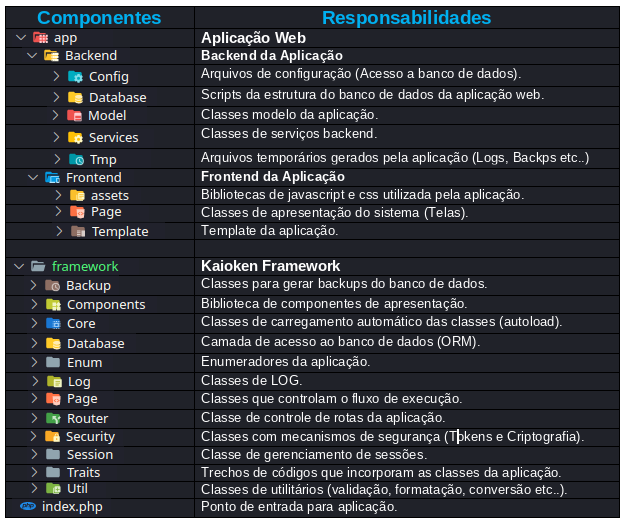 Componentes Responsabilidades
app Aplicação Web
Backend Backend da Aplicação
Config Arquivos de configuração (Acesso a banco de dados).
Database Scripts da estrutura do banco de dados da aplicação web.
Model Classes modelo da aplicação.
Services Classes de serviços backend.
Tmp Arquivos temporários gerados pela aplicação (Logs, Backps etc..)
Frontend Frontend da Aplicação
assets Bibliotecas de javascript e css utilizada pela aplicação.
Page Classes de apresentação do sistema (Telas).
Template Template da aplicação.
framework Kaioken Framework
Backup Classes para gerar backups do banco de dados.
Components Biblioteca de componentes de apresentação.
Core Classes de carregamento automático das classes (autoload).
Database Camada de acesso ao banco de dados (ORM).
Enum Enumeradores da aplicação.
Log Classes de LOG.
Page Classes que controlam o fluxo de execução.
Router Classe de controle de rotas da aplicação.
Security Classes com mecanismos de segurança (Tokens e Criptografia).
Session Classe de gerenciamento de sessões.
Traits Trechos de códigos que incorporam as classes da aplicação.
Util Classes de utilitários (validação, formatação, conversão etc..).
php index.php Ponto de entrada para aplicação.